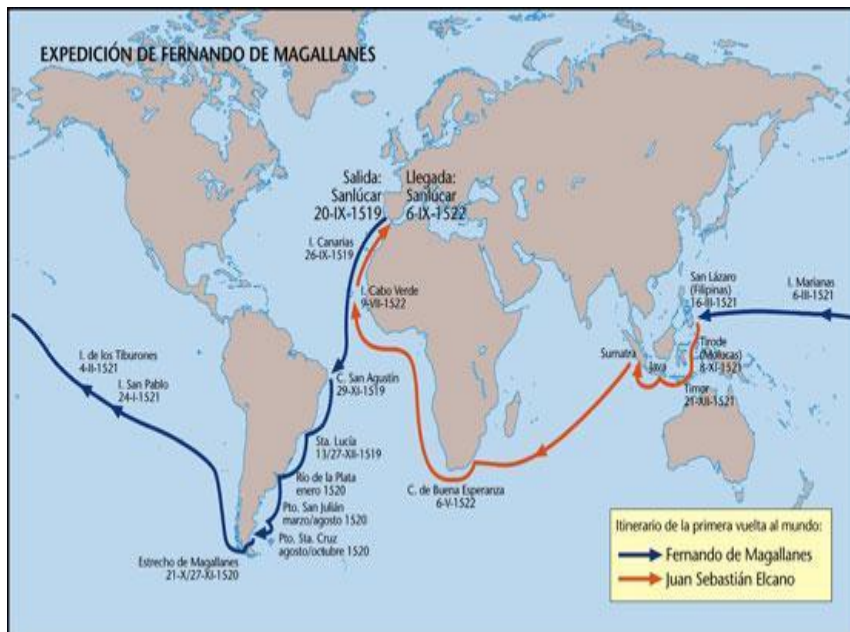 EXPEDICIÓN DE FERNANDO DE MAGALLANES
Salida:
Sanlúcar
20-IX-1519
Llegada:
Sanlúcar
6-IX-1522
I. Canarias
26-IX-1519
I. Cabo Verde
9-VII-1522
San Lázaro
(Filipinas)
16-III-1521
I. Marianas
6-III-1521
I. de los Tiburones
4-II-1521
I. San Pablo
24-I-1521
C. San Agustín
29-XI-1519
Sumatra
Java
Tirode
(Molucas)
8-XI-1521
Timor
21-XII-1521
Sta. Lucía
13/27-XII-1519
Río de la Plata
enero 1520
C. de Buena Esperanza
6-V-1522
Pto. San Julián
marzo/agosto 1520
Pto. Sta. Cruz
agosto/octubre 1520
Estrecho de Magallanes
21-X/27-XI-1520
Itinerario de la primera vuelta al mundo:
Fernando de Magallanes
Juan Sebastián Elcano